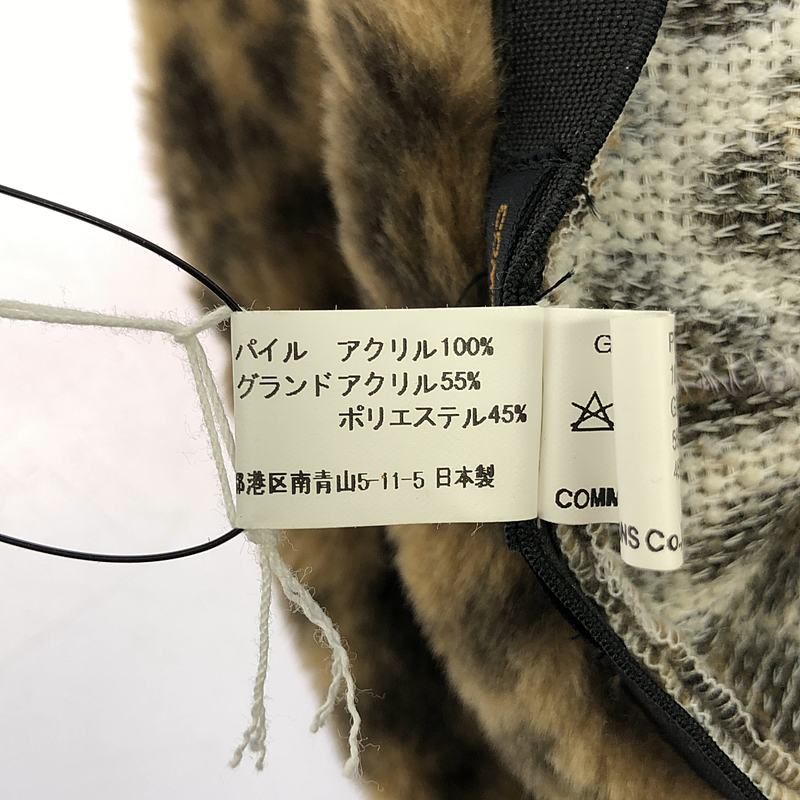 パイル アクリル100%
グランドアクリル55%
ポリエステル45%
港区南青山5-11-5 日本製
G
COMM
NS Co.,